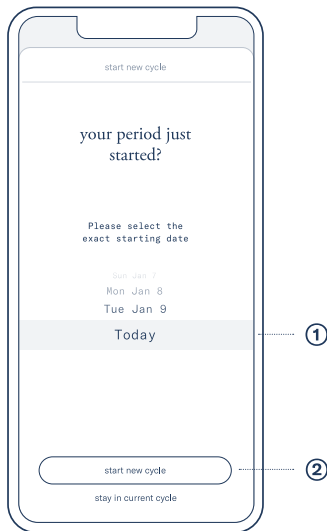 start new cycle
your period just
started?
Please select the
exact starting date
Sun Jan 7
Mon Jan 8
Tue Jan 9
Today
1
start new cycle
2
stay in current cycle